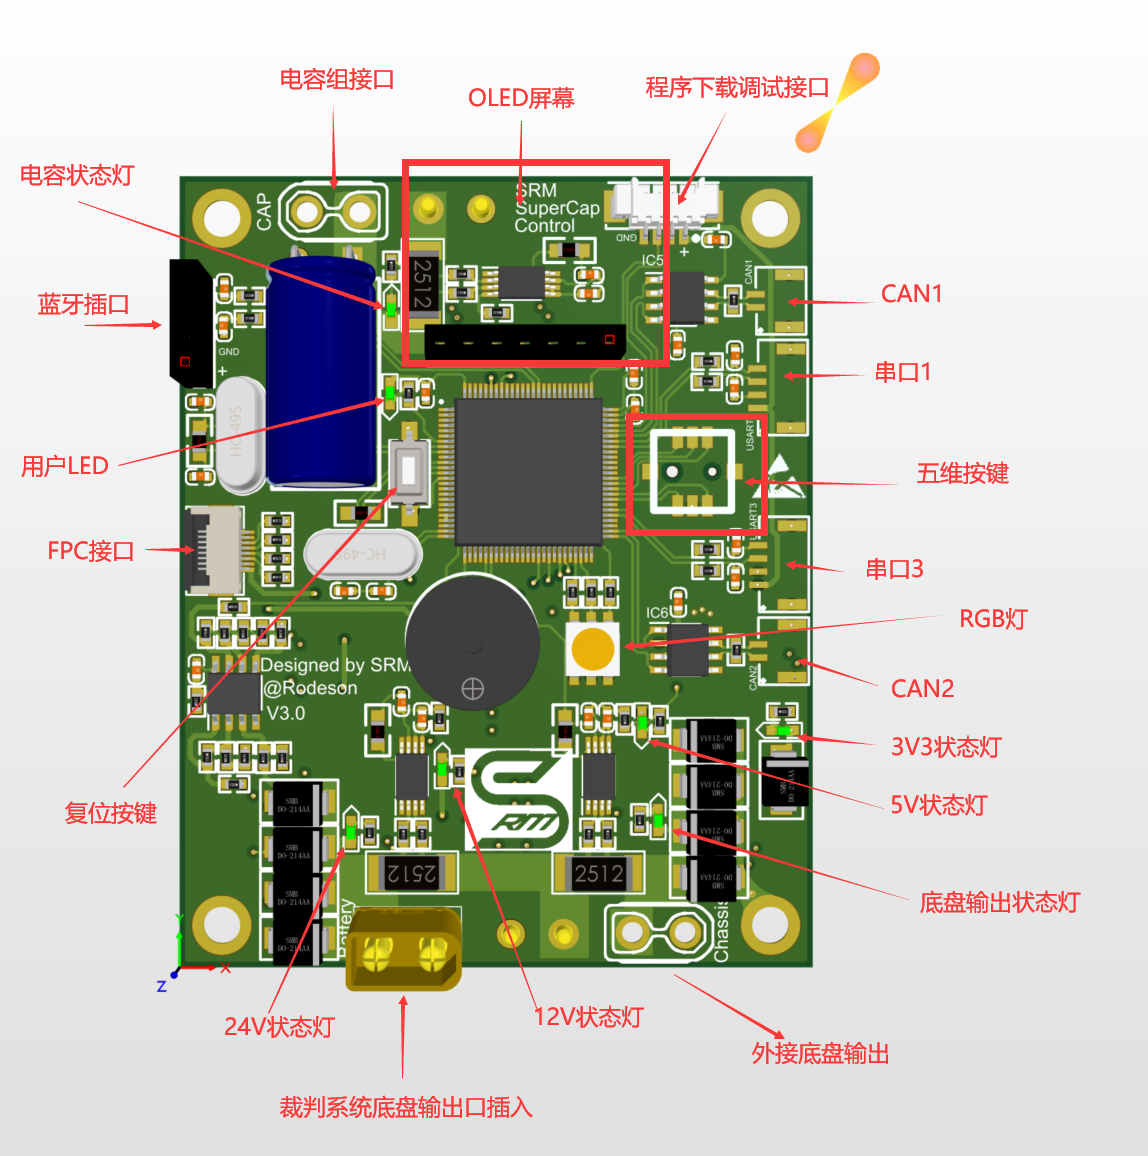 电容组接口
OLED屏幕
程序下载调试接口
电容状态灯
CAP
SRM
SuperCap
Control
GND
+
IC5
CAN1
CAN1
蓝牙插口
2512
GND
+
串口1
HC-49S
USART
用户LED
五维按键
USART3
FPC接口
HC-49S
串口3
IC6
RGB灯
Designed by SRM
@Rodeson
V3.0
CAN2
CAN2
3V3状态灯
5V状态灯
复位按键
SMB
DO-214AA
SMB
DO-214AA
SMB
DO-214AA
SMB
DO-214AA
SMB
DO-214AA
SMB
DO-214AA
SMB
DO-214AA
SMB
DO-214AA
SMB
DO-214AA
RM
2512
2512
底盘输出状态灯
Battery
Chassis
Y
X
Z
24V状态灯
12V状态灯
外接底盘输出
裁判系统底盘输出口插入